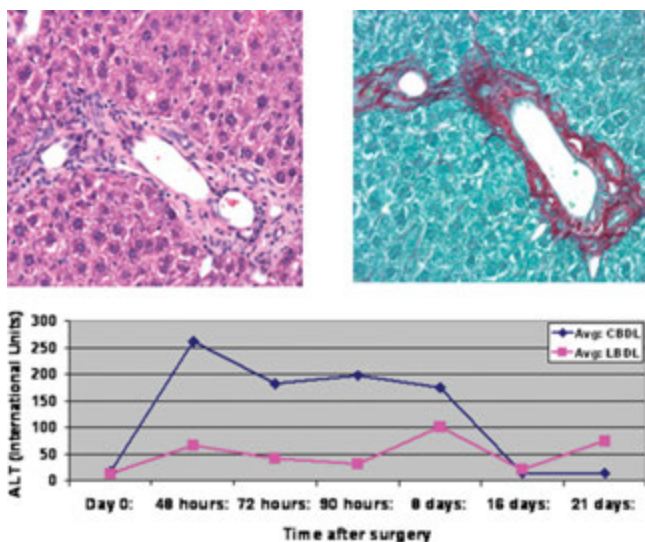 ALT (International Units)
300
250
200
150
100
50
0
Avg: CBDL
Avg: LBDL
Day 0: 48 hours: 72 hours: 90 hours: 8 days: 16 days: 21 days:
Time after surgery